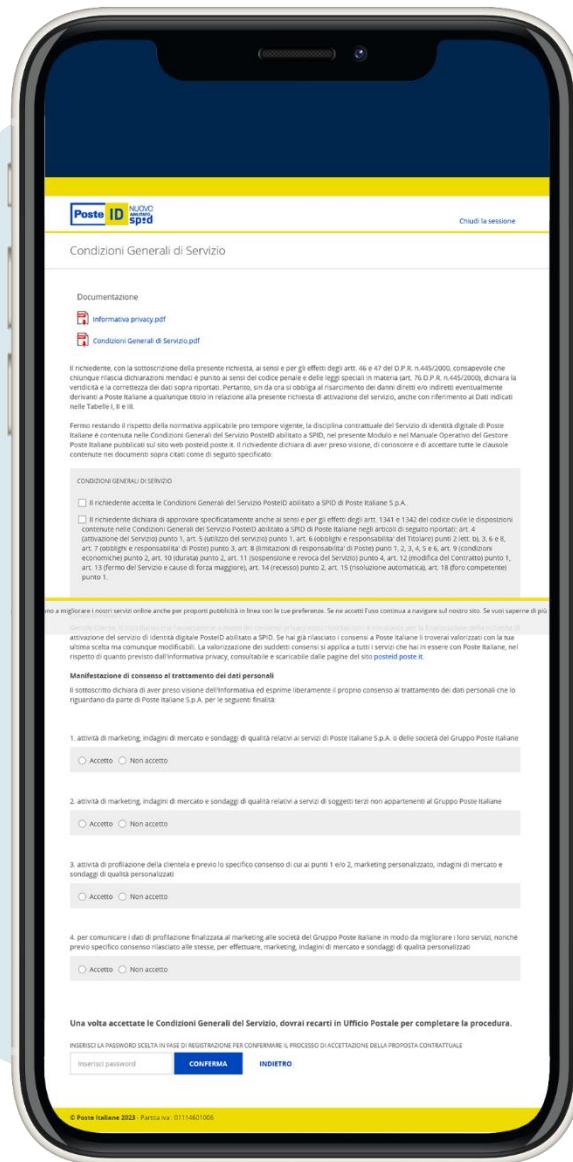 Poste ID NUOVO
ABILITATO
spid
Chiudi la sessione
Condizioni Generali di Servizio
Documentazione
Informativa privacy.pdf
Condizioni Generali di Servizio.pdf
Il richiedente, con la sottoscrizione della presente richiesta, ai sensi e per gli effetti degli artt. 46 e 47 del D.P.R. n.445/2000, consapevole che
chiunque rilascia dichiarazioni mendaci è punito ai sensi del codice penale e delle leggi speciali in materia (art. 76 D.P.R. n.445/2000), dichiara la
veridicità e la correttezza dei dati sopra riportati. Pertanto, sin da ora si obbliga al risarcimento dei danni diretti e/o indiretti eventualmente
derivanti a Poste Italiane a qualunque titolo in relazione alla presente richiesta di attivazione del servizio, anche con riferimento ai Dati indicati
nelle Tabelle I, II e III.
Fermo restando il rispetto della normativa applicabile pro tempore vigente, la disciplina contrattuale del Servizio di identità digitale di Poste
Italiane è contenuta nelle Condizioni Generali del Servizio PosteID abilitato a SPID, nel presente Modulo e nel Manuale Operativo del Gestore
Poste Italiane pubblicati sul sito web posteid.poste.it. Il richiedente dichiara di aver preso visione, di conoscere e di accettare tutte le clausole
contenute nei documenti sopra citati come di seguito specificato:
CONDIZIONI GENERALI DI SERVIZIO
Il richiedente accetta le Condizioni Generali del Servizio PosteID abilitato a SPID di Poste Italiane S.p.A.
Il richiedente dichiara di approvare specificatamente anche ai sensi e per gli effetti degli artt. 1341 e 1342 del codice civile le disposizioni
contenute nelle Condizioni Generali del Servizio PosteID abilitato a SPID di Poste Italiane negli articoli di seguito riportati: art. 4
(attivazione del Servizio) punto 1, art. 5 (utilizzo del servizio) punto 1, art. 6 (obblighi e responsabilita' del Titolare) punti 2 lett. b), 3, 6 e 8,
art. 7 (obblighi e responsabilita' di Poste) punto 3, art. 8 (limitazioni di responsabilita' di Poste) punti 1, 2, 3, 4, 5 e 6, art. 9 (condizioni
economiche) punto 2, art. 10 (durata) punto 2, art. 11 (sospensione e revoca del Servizio) punto 4, art. 12 (modifica del Contratto) punto 1,
art. 13 (fermo del Servizio e cause di forza maggiore), art. 14 (recesso) punto 2, art. 15 (risoluzione automatica), art. 18 (foro competente)
punto 1.
ano a migliorare i nostri servizi online anche per proporti pubblicità in linea con le tue preferenze. Se ne accetti l'uso continua a navigare sul nostro sito. Se vuoi saperne di più
attivazione del servizio di identità digitale PosteID abilitato a SPID. Se hai già rilasciato i consensi a Poste Italiane li troverai valorizzati con la tua
ultima scelta ma comunque modificabili. La valorizzazione dei suddetti consensi si applica a tutti i servizi che hai in essere con Poste Italiane, nel
rispetto di quanto previsto dall'informativa privacy, consultabile e scaricabile dalle pagine del sito posteid.poste.it.
Manifestazione di consenso al trattamento dei dati personali
Il sottoscritto dichiara di aver preso visione dell'Informativa ed esprime liberamente il proprio consenso al trattamento dei dati personali che lo
riguardano da parte di Poste Italiane S.p.A. per le seguenti finalità:
1. attività di marketing, indagini di mercato e sondaggi di qualità relativi ai servizi di Poste Italiane S.p.A. o delle società del Gruppo Poste Italiane
Accetto Non accetto
2. attività di marketing, indagini di mercato e sondaggi di qualità relativi a servizi di soggetti terzi non appartenenti al Gruppo Poste Italiane
Accetto Non accetto
3. attività di profilazione della clientela e previo lo specifico consenso di cui ai punti 1 e/o 2, marketing personalizzato, indagini di mercato e
sondaggi di qualità personalizzati
Accetto Non accetto
4. per comunicare i dati di profilazione finalizzata al marketing alle società del Gruppo Poste Italiane in modo da migliorare i loro servizi, nonché
previo specifico consenso rilasciato alle stesse, per effettuare, marketing, indagini di mercato e sondaggi di qualità personalizzati
Accetto Non accetto
Una volta accettate le Condizioni Generali del Servizio, dovrai recarti in Ufficio Postale per completare la procedura.
INSERISCI LA PASSWORD SCELTA IN FASE DI REGISTRAZIONE PER CONFERMARE IL PROCESSO DI ACCETTAZIONE DELLA PROPOSTA CONTRATTUALE
Inserisci password CONFERMA INDIETRO
© Poste Italiane 2023 - Partita iva : 01114601006